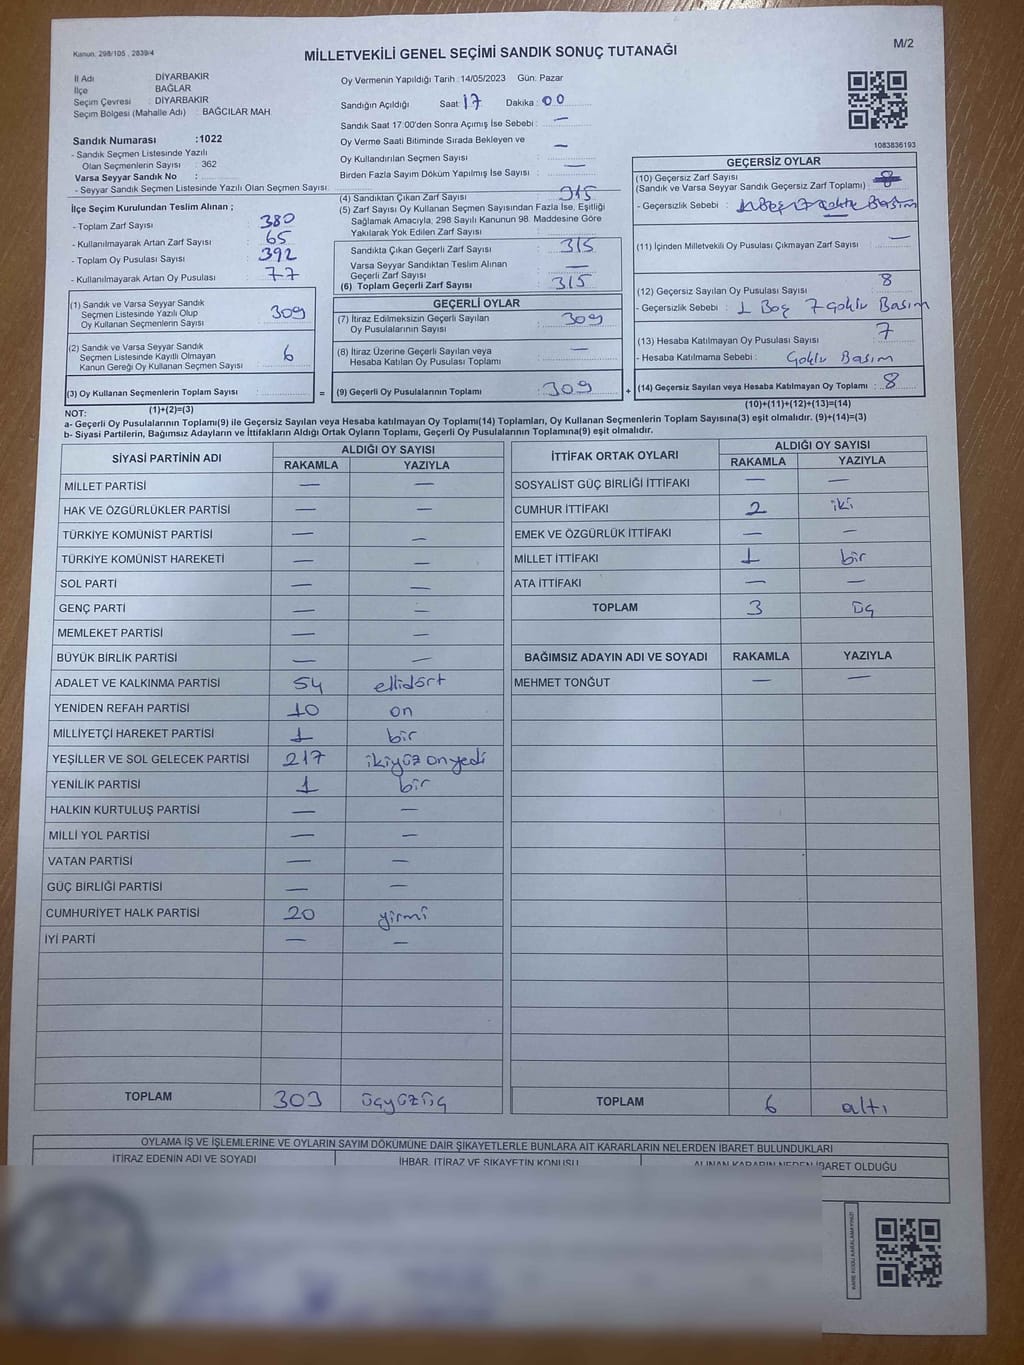 Kanun: 298/105 , 2839/4
MİLLETVEKİLİ GENEL SEÇİMİ SANDIK SONUÇ TUTANAĞI
M/2
İl Adı DİYARBAKIR
İlçe BAĞLAR
Seçim Çevresi : DİYARBAKIR
Seçim Bölgesi (Mahalle Adı) : BAĞCILAR MAH
Sandık Numarası :1022
- Sandık Seçmen Listesinde Yazılı
Olan Seçmenlerin Sayısı : 362
Varsa Seyyar Sandık No :
- Seyyar Sandık Seçmen Listesinde Yazılı Olan Seçmen Sayısı:
İlçe Seçim Kurulundan Teslim Alınan ;
- Toplam Zarf Sayısı : 380
- Kullanılmayarak Artan Zarf Sayısı : 65
- Toplam Oy Pusulası Sayısı : 392
- Kullanılmayarak Artan Oy Pusulası : 77
(1) Sandık ve Varsa Seyyar Sandık
Seçmen Listesinde Yazılı Olup
Oy Kullanan Seçmenlerin Sayısı : 309
(2) Sandık ve Varsa Seyyar Sandık
Seçmen Listesinde Kayıtlı Olmayan
Kanun Gereği Oy Kullanan Seçmen Sayısı : 6
(3) Oy Kullanan Seçmenlerin Toplam Sayısı :
(1)+(2)=(3)
Oy Vermenin Yapıldığı Tarih :14/05/2023 Gün: Pazar
Sandığın Açıldığı Saat: 17 Dakika : 00
Sandık Saat 17:00'den Sonra Açımış İse Sebebi : —
Oy Verme Saati Bitiminde Sırada Bekleyen ve
Oy Kullandırılan Seçmen Sayısı : —
Birden Fazla Sayım Döküm Yapılmış İse Sayısı : —
(4) Sandıktan Çıkan Zarf Sayısı : 315
(5) Zarf Sayısı Oy Kullanan Seçmen Sayısından Fazla İse, Eşitliği
Sağlamak Amacıyla, 298 Sayılı Kanunun 98. Maddesine Göre
Yakılarak Yok Edilen Zarf Sayısı :
Sandıkta Çıkan Geçerli Zarf Sayısı : 315
Varsa Seyyar Sandıktan Teslim Alınan
Geçerli Zarf Sayısı : —
(6) Toplam Geçerli Zarf Sayısı : 315
GEÇERLİ OYLAR
(7) İtiraz Edilmeksizin Geçerli Sayılan
Oy Pusulalarının Sayısı : 309
(8) İtiraz Üzerine Geçerli Sayılan veya
Hesaba Katılan Oy Pusulası Toplamı : —
= (9) Geçerli Oy Pusulalarının Toplamı : 309 +
1083836193
GEÇERSİZ OYLAR
(10) Geçersiz Zarf Sayısı
(Sandık ve Varsa Seyyar Sandık Geçersiz Zarf Toplamı) : 8
- Geçersizlik Sebebi :
(11) İçinden Milletvekili Oy Pusulası Çıkmayan Zarf Sayısı : —
(12) Geçersiz Sayılan Oy Pusulası Sayısı : 8
- Geçersizlik Sebebi : 1 Boş 7 Goklu Basım
(13) Hesaba Katılmayan Oy Pusulası Sayısı : 7
- Hesaba Katılmama Sebebi : Goklu Basım
(14) Geçersiz Sayılan veya Hesaba Katılmayan Oy Toplamı : 8
(10)+(11)+(12)+(13)=(14)
NOT:
a- Geçerli Oy Pusulalarının Toplamı(9) ile Geçersiz Sayılan veya Hesaba katılmayan Oy Toplamı(14) Toplamları, Oy Kullanan Seçmenlerin Toplam Sayısına(3) eşit olmalıdır. (9)+(14)=(3)
b- Siyasi Partilerin, Bağımsız Adayların ve İttifakların Aldığı Ortak Oyların Toplamı, Geçerli Oy Pusulalarının Toplamına(9) eşit olmalıdır.
SİYASİ PARTİNİN ADI ALDIĞI OY SAYISI
RAKAMLA YAZIYLA
MİLLET PARTİSİ — —
HAK VE ÖZGÜRLÜKLER PARTİSİ — —
TÜRKİYE KOMÜNİST PARTİSİ — —
TÜRKİYE KOMÜNİST HAREKETİ — —
SOL PARTİ — —
GENÇ PARTİ — —
MEMLEKET PARTİSİ — —
BÜYÜK BİRLİK PARTİSİ — —
ADALET VE KALKINMA PARTİSİ 54 ellidört
YENİDEN REFAH PARTİSİ 10 on
MİLLİYETÇİ HAREKET PARTİSİ 1 bir
YEŞİLLER VE SOL GELECEK PARTİSİ 217 ikiyüz onyedi
YENİLİK PARTİSİ 1 bir
HALKIN KURTULUŞ PARTİSİ — —
MİLLİ YOL PARTİSİ — —
VATAN PARTİSİ — —
GÜÇ BİRLİĞİ PARTİSİ — —
CUMHURİYET HALK PARTİSİ 20 yirmi
İYİ PARTİ — —
TOPLAM 303 üçyüzüç
İTTİFAK ORTAK OYLARI ALDIĞI OY SAYISI
RAKAMLA YAZIYLA
SOSYALİST GÜÇ BİRLİĞİ İTTİFAKI — —
CUMHUR İTTİFAKI 2 iki
EMEK VE ÖZGÜRLÜK İTTİFAKI — —
MİLLET İTTİFAKI 1 bir
ATA İTTİFAKI — —
TOPLAM 3 üç
BAĞIMSIZ ADAYIN ADI VE SOYADI RAKAMLA YAZIYLA
MEHMET TONĞUT — —
TOPLAM 6 altı
OYLAMA İŞ VE İŞLEMLERİNE VE OYLARIN SAYIM DÖKÜMÜNE DAİR ŞİKAYETLERLE BUNLARA AİT KARARLARIN NELERDEN İBARET BULUNDUKLARI
İTİRAZ EDENİN ADI VE SOYADI İHBAR, İTİRAZ VE ŞİKAYETİN KONUSU ALINAN KARARIN NEDEN İBARET OLDUĞU
KARE KODU KARALAMAYINIZ!